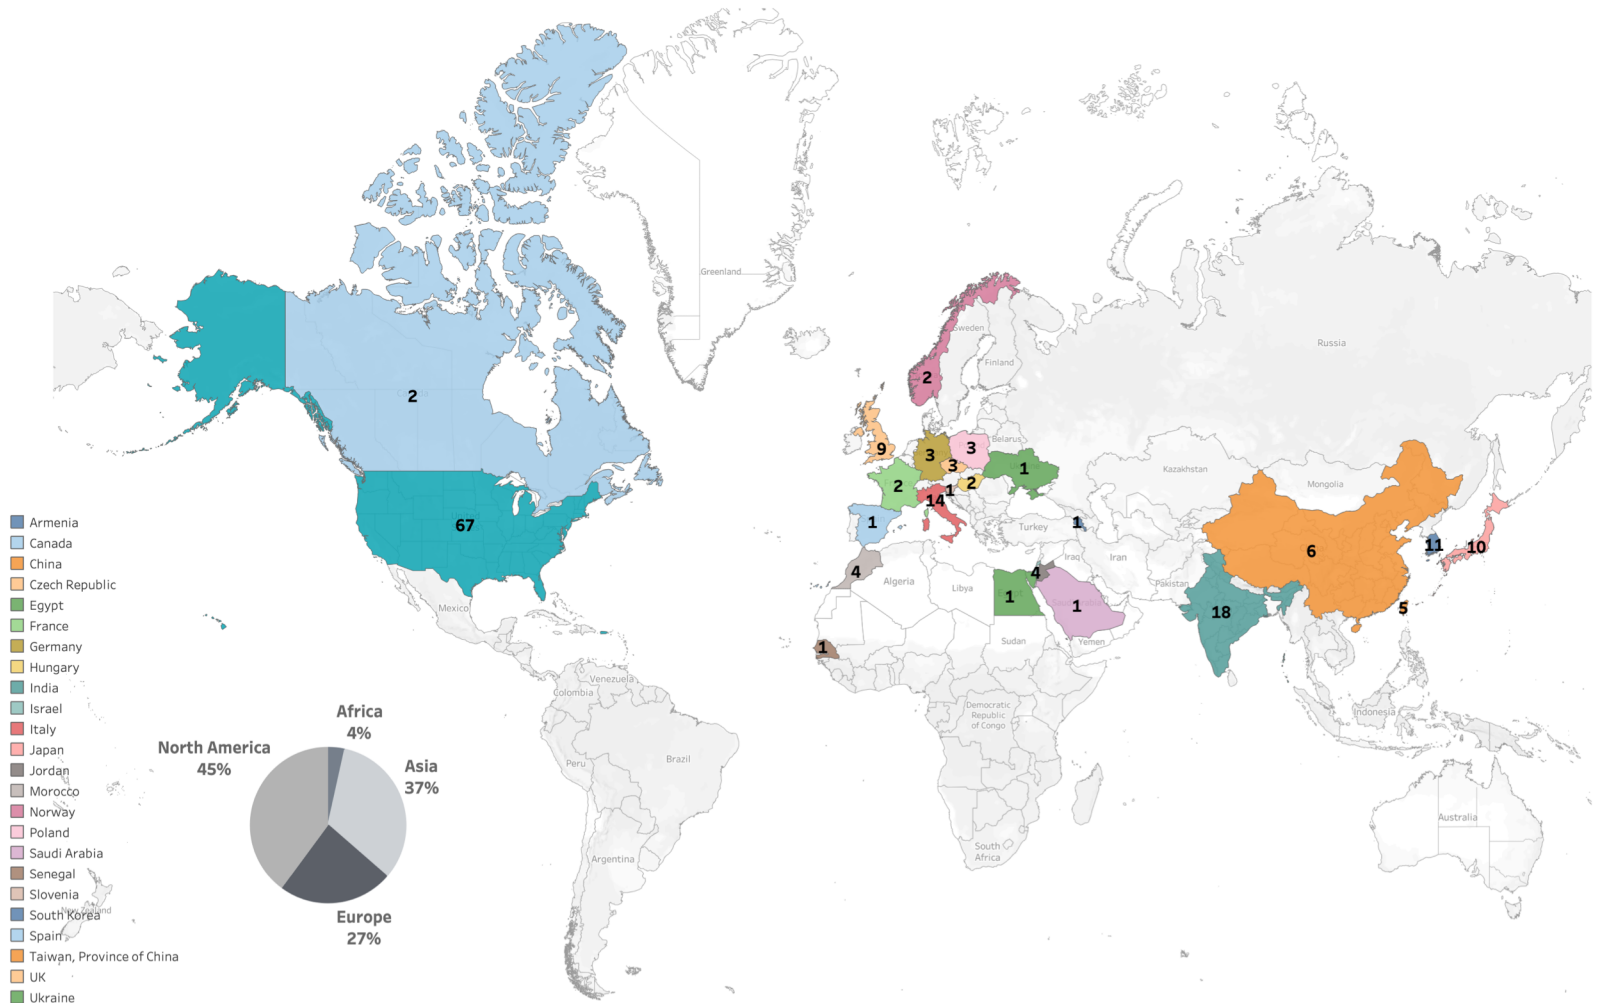 Greenland
Sweden
Finland
Russia
2
2
Belarus
9
3
3
3
1
Kazakhstan
Mongolia
2
1
2
14
67
1
Turkey
1
6
11
10
Iraq
Iran
4
Algeria
Libya
4
Pakistan
Mexico
1
1
18
5
Sudan
Yemen
1
Venezuela
Colombia
Democratic
Republic
of Congo
Indonesia
Peru
Brazil
Australia
South
Africa
Argentina
New Zealand
Armenia
Canada
China
Czech Republic
Egypt
France
Germany
Hungary
India
Israel
Italy
Japan
Jordan
Morocco
Norway
Poland
Saudi Arabia
Senegal
Slovenia
South Korea
Spain
Taiwan, Province of China
UK
Ukraine
Africa
4%
North America
45%
Asia
37%
Europe
27%